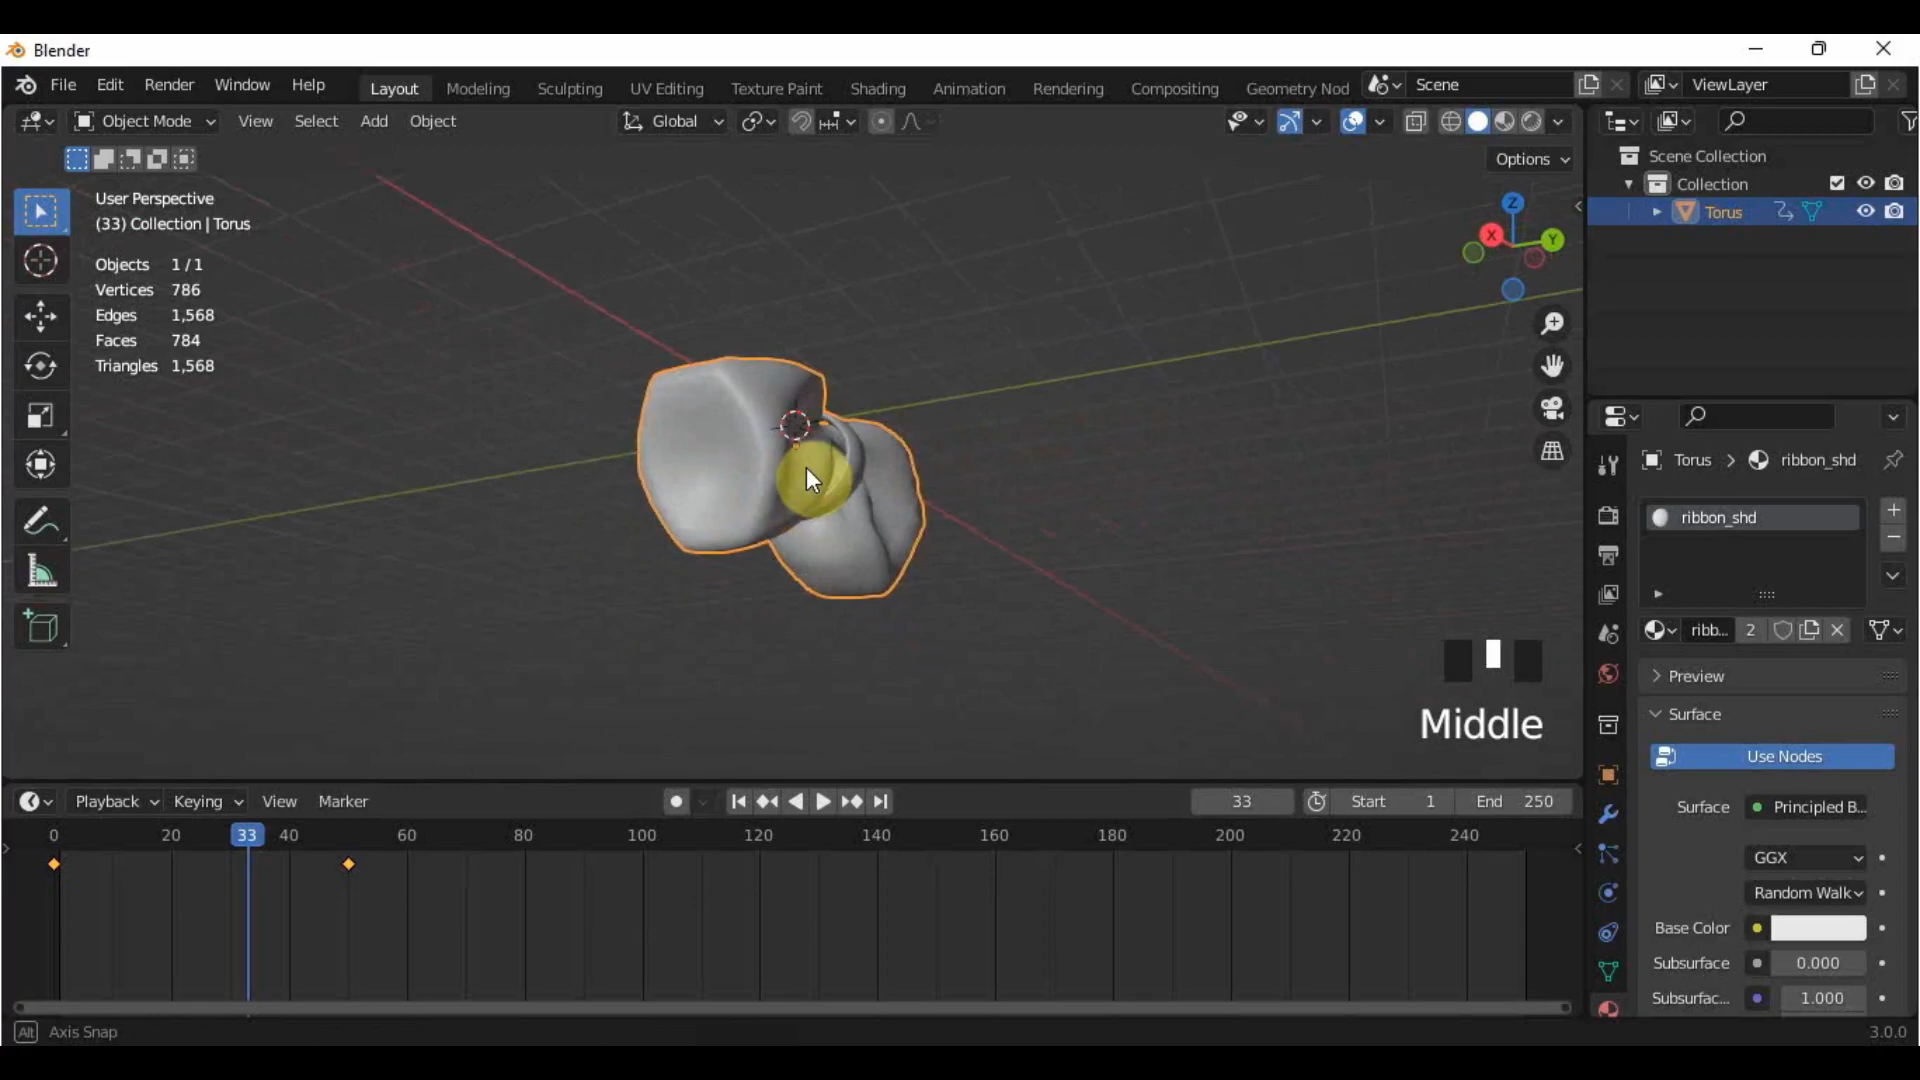 Blender
File Edit Render Window Help Layout Modeling Sculpting UV Editing Texture Paint Shading Animation Rendering Compositing Geometry Nod Scene ViewLayer
Object Mode View Select Add Object Global
Options
User Perspective
(33) Collection | Torus
Objects 1/1
Vertices 786
Edges 1,568
Faces 784
Triangles 1,568
Z
X
Y
Middle
Scene Collection
Collection
Torus
Torus > ribbon_shd
ribbon_shd
ribb... 2
Preview
Surface
Use Nodes
Surface Principled B...
GGX
Random Walk
Base Color
Subsurface 0.000
Subsurfac... 1.000
Playback Keying View Marker 33 Start 1 End 250
0 20 33 40 60 80 100 120 140 160 180 200 220 240
Alt Axis Snap 3.0.0